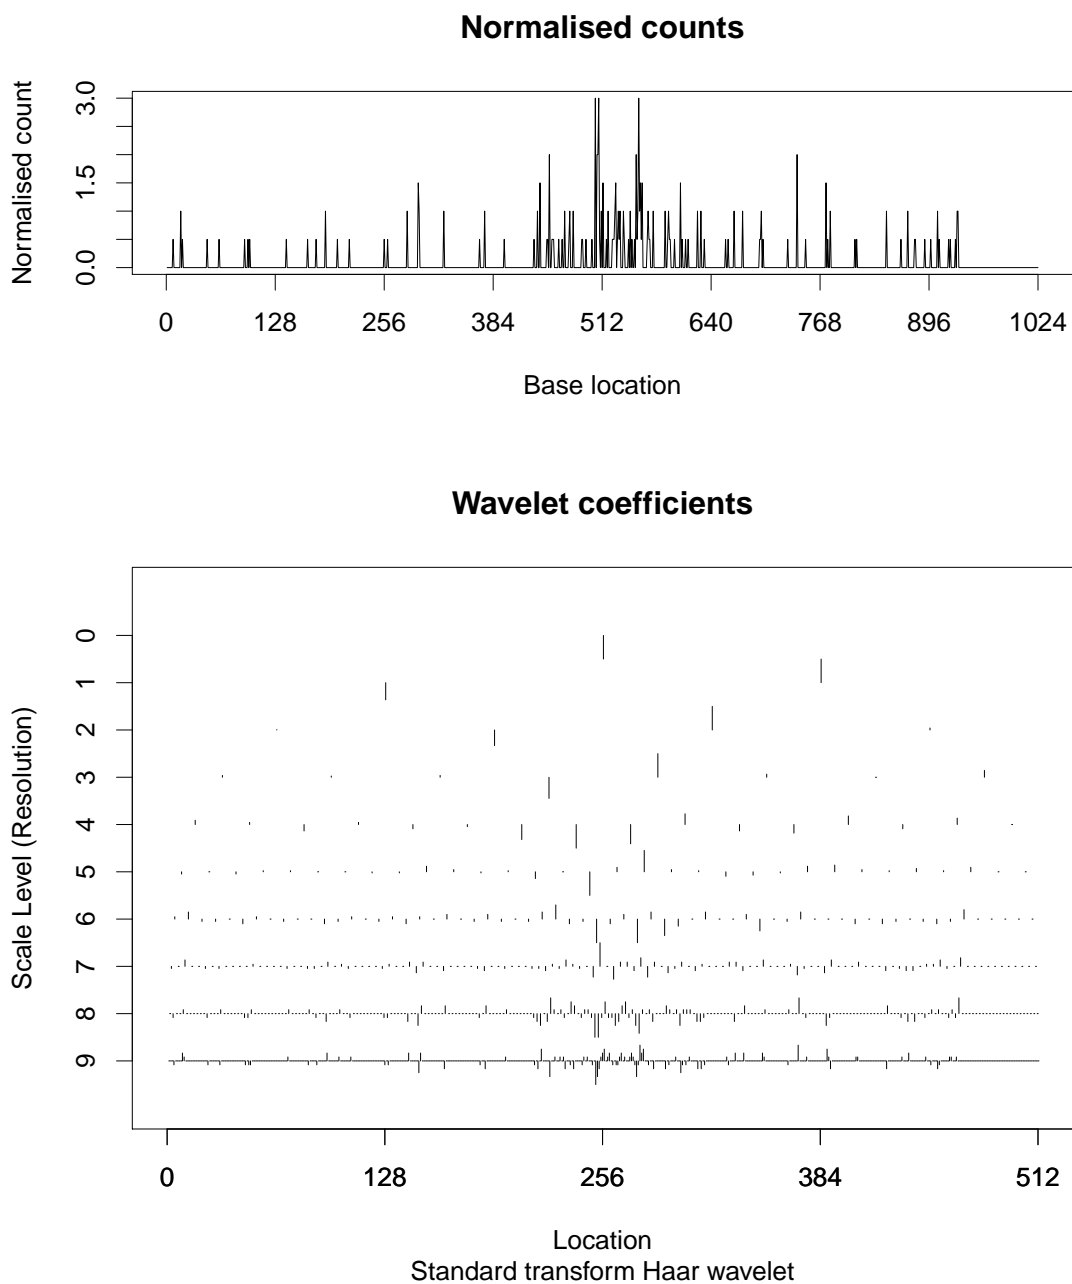 Normalised counts
Normalised count
3.0
1.5
0.0
0 128 256 384 512 640 768 896 1024
Base location
Wavelet coefficients
Scale Level (Resolution)
0
1
2
3
4
5
6
7
8
9
0 128 256 384 512
Location
Standard transform Haar wavelet